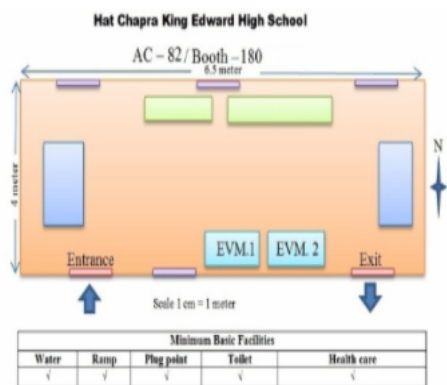 Hat Chapra King Edward High School
AC – 82/ Booth –180
6.5 meter
4 meter
N
EVM.1 EVM. 2
Entrance Exit
Scale 1 cm = 1 meter
Minimum Basic Facilities
Water Ramp Plug point Toilet Health care
√ √ √ √ √